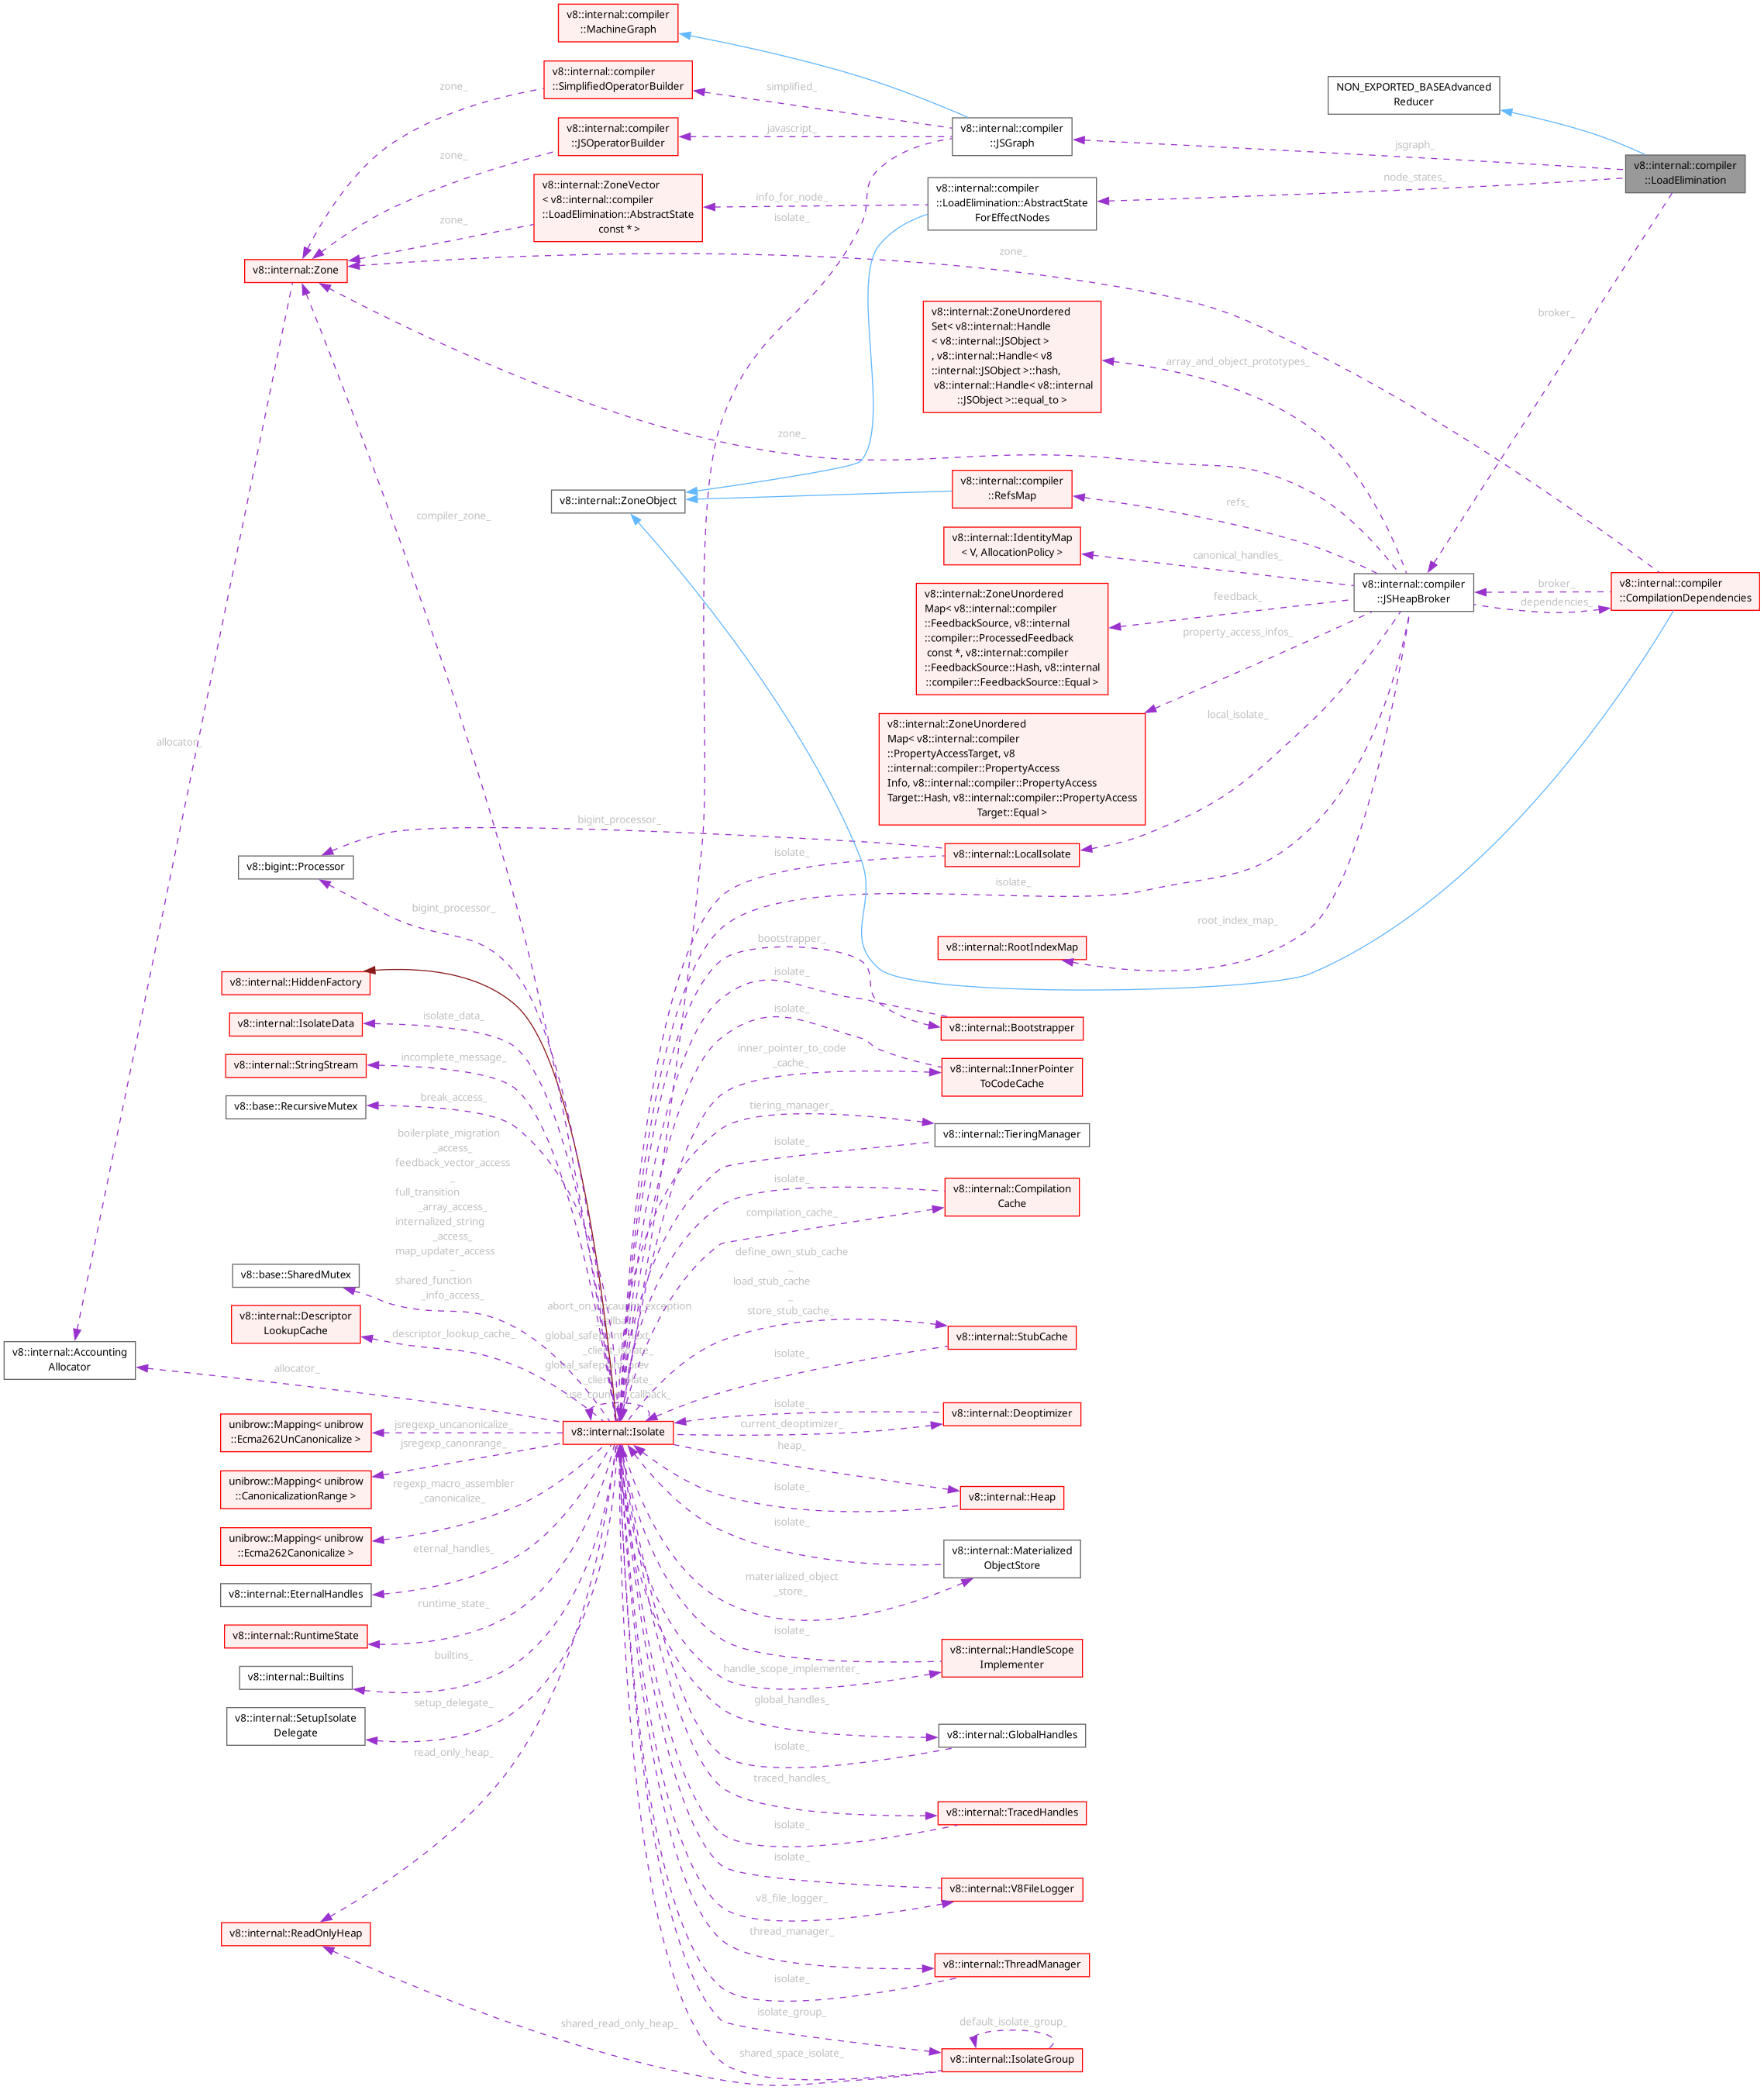 v8::internal::compiler
::MachineGraph
v8::internal::compiler
::SimplifiedOperatorBuilder
zone_
simplified_
NON_EXPORTED_BASEAdvanced
Reducer
v8::internal::compiler
::JSOperatorBuilder
zone_
javascript_
v8::internal::compiler
::JSGraph
jsgraph_
v8::internal::compiler
::LoadElimination
node_states_
v8::internal::ZoneVector
< v8::internal::compiler
::LoadElimination::AbstractState
const * >
zone_
info_for_node_
isolate_
v8::internal::compiler
::LoadElimination::AbstractState
ForEffectNodes
v8::internal::Zone
zone_
broker_
v8::internal::ZoneUnordered
Set< v8::internal::Handle
< v8::internal::JSObject >
, v8::internal::Handle< v8
::internal::JSObject >::hash,
v8::internal::Handle< v8::internal
::JSObject >::equal_to >
array_and_object_prototypes_
zone_
compiler_zone_
v8::internal::ZoneObject
v8::internal::compiler
::RefsMap
refs_
v8::internal::IdentityMap
< V, AllocationPolicy >
canonical_handles_
v8::internal::compiler
::JSHeapBroker
broker_
dependencies_
v8::internal::compiler
::CompilationDependencies
v8::internal::ZoneUnordered
Map< v8::internal::compiler
::FeedbackSource, v8::internal
::compiler::ProcessedFeedback
const *, v8::internal::compiler
::FeedbackSource::Hash, v8::internal
::compiler::FeedbackSource::Equal >
feedback_
property_access_infos_
v8::internal::ZoneUnordered
Map< v8::internal::compiler
::PropertyAccessTarget, v8
::internal::compiler::PropertyAccess
Info, v8::internal::compiler::PropertyAccess
Target::Hash, v8::internal::compiler::PropertyAccess
Target::Equal >
local_isolate_
allocator_
bigint_processor_
v8::bigint::Processor
isolate_
v8::internal::LocalIsolate
isolate_
bigint_processor_
root_index_map_
bootstrapper_
v8::internal::RootIndexMap
v8::internal::HiddenFactory
isolate_
v8::internal::IsolateData
isolate_data_
isolate_
v8::internal::Bootstrapper
v8::internal::StringStream
incomplete_message_
inner_pointer_to_code
_cache_
v8::internal::InnerPointer
ToCodeCache
v8::base::RecursiveMutex
break_access_
tiering_manager_
v8::internal::TieringManager
isolate_
boilerplate_migration
_access_
feedback_vector_access
_
full_transition
_array_access_
internalized_string
_access_
map_updater_access
_
shared_function
_info_access_
isolate_
v8::internal::Compilation
Cache
compilation_cache_
v8::base::SharedMutex
define_own_stub_cache
_
load_stub_cache
_
store_stub_cache_
v8::internal::Descriptor
LookupCache
descriptor_lookup_cache_
v8::internal::StubCache
isolate_
v8::internal::Accounting
Allocator
allocator_
use_counter_callback_
unibrow::Mapping< unibrow
::Ecma262UnCanonicalize >
jsregexp_uncanonicalize_
v8::internal::Isolate
isolate_
current_deoptimizer_
v8::internal::Deoptimizer
jsregexp_canonrange_
heap_
unibrow::Mapping< unibrow
::CanonicalizationRange >
regexp_macro_assembler
_canonicalize_
isolate_
v8::internal::Heap
unibrow::Mapping< unibrow
::Ecma262Canonicalize >
eternal_handles_
isolate_
v8::internal::Materialized
ObjectStore
v8::internal::EternalHandles
materialized_object
_store_
runtime_state_
v8::internal::RuntimeState
isolate_
v8::internal::HandleScope
Implementer
builtins_
v8::internal::Builtins
handle_scope_implementer_
setup_delegate_
global_handles_
v8::internal::SetupIsolate
Delegate
v8::internal::GlobalHandles
read_only_heap_
isolate_
traced_handles_
v8::internal::TracedHandles
isolate_
isolate_
v8::internal::V8FileLogger
v8_file_logger_
v8::internal::ReadOnlyHeap
thread_manager_
v8::internal::ThreadManager
isolate_
isolate_group_
default_isolate_group_
shared_read_only_heap_
shared_space_isolate_
v8::internal::IsolateGroup